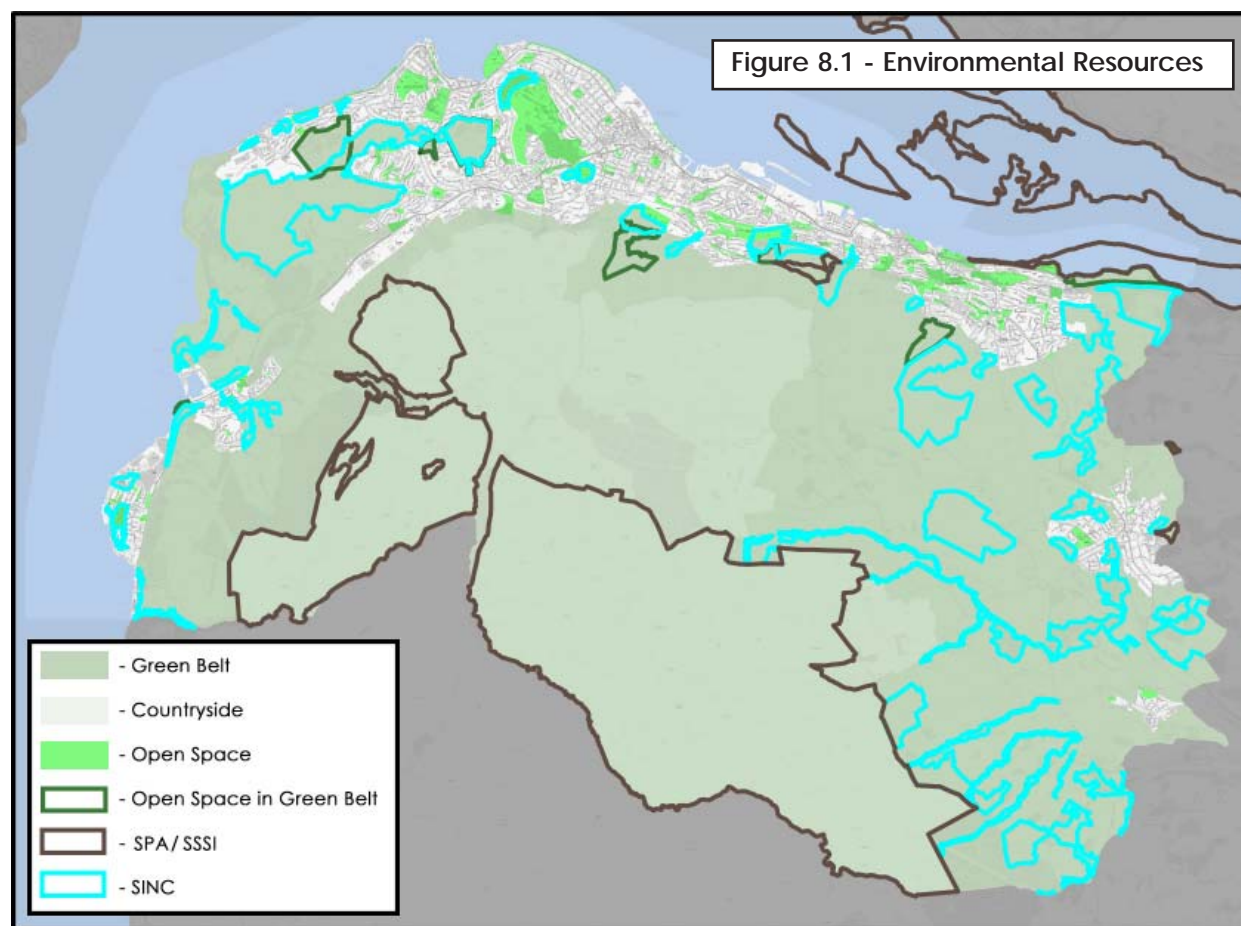 Figure 8.1 - Environmental Resources
- Green Belt
- Countryside
- Open Space
- Open Space in Green Belt
- SPA/ SSSI
- SINC